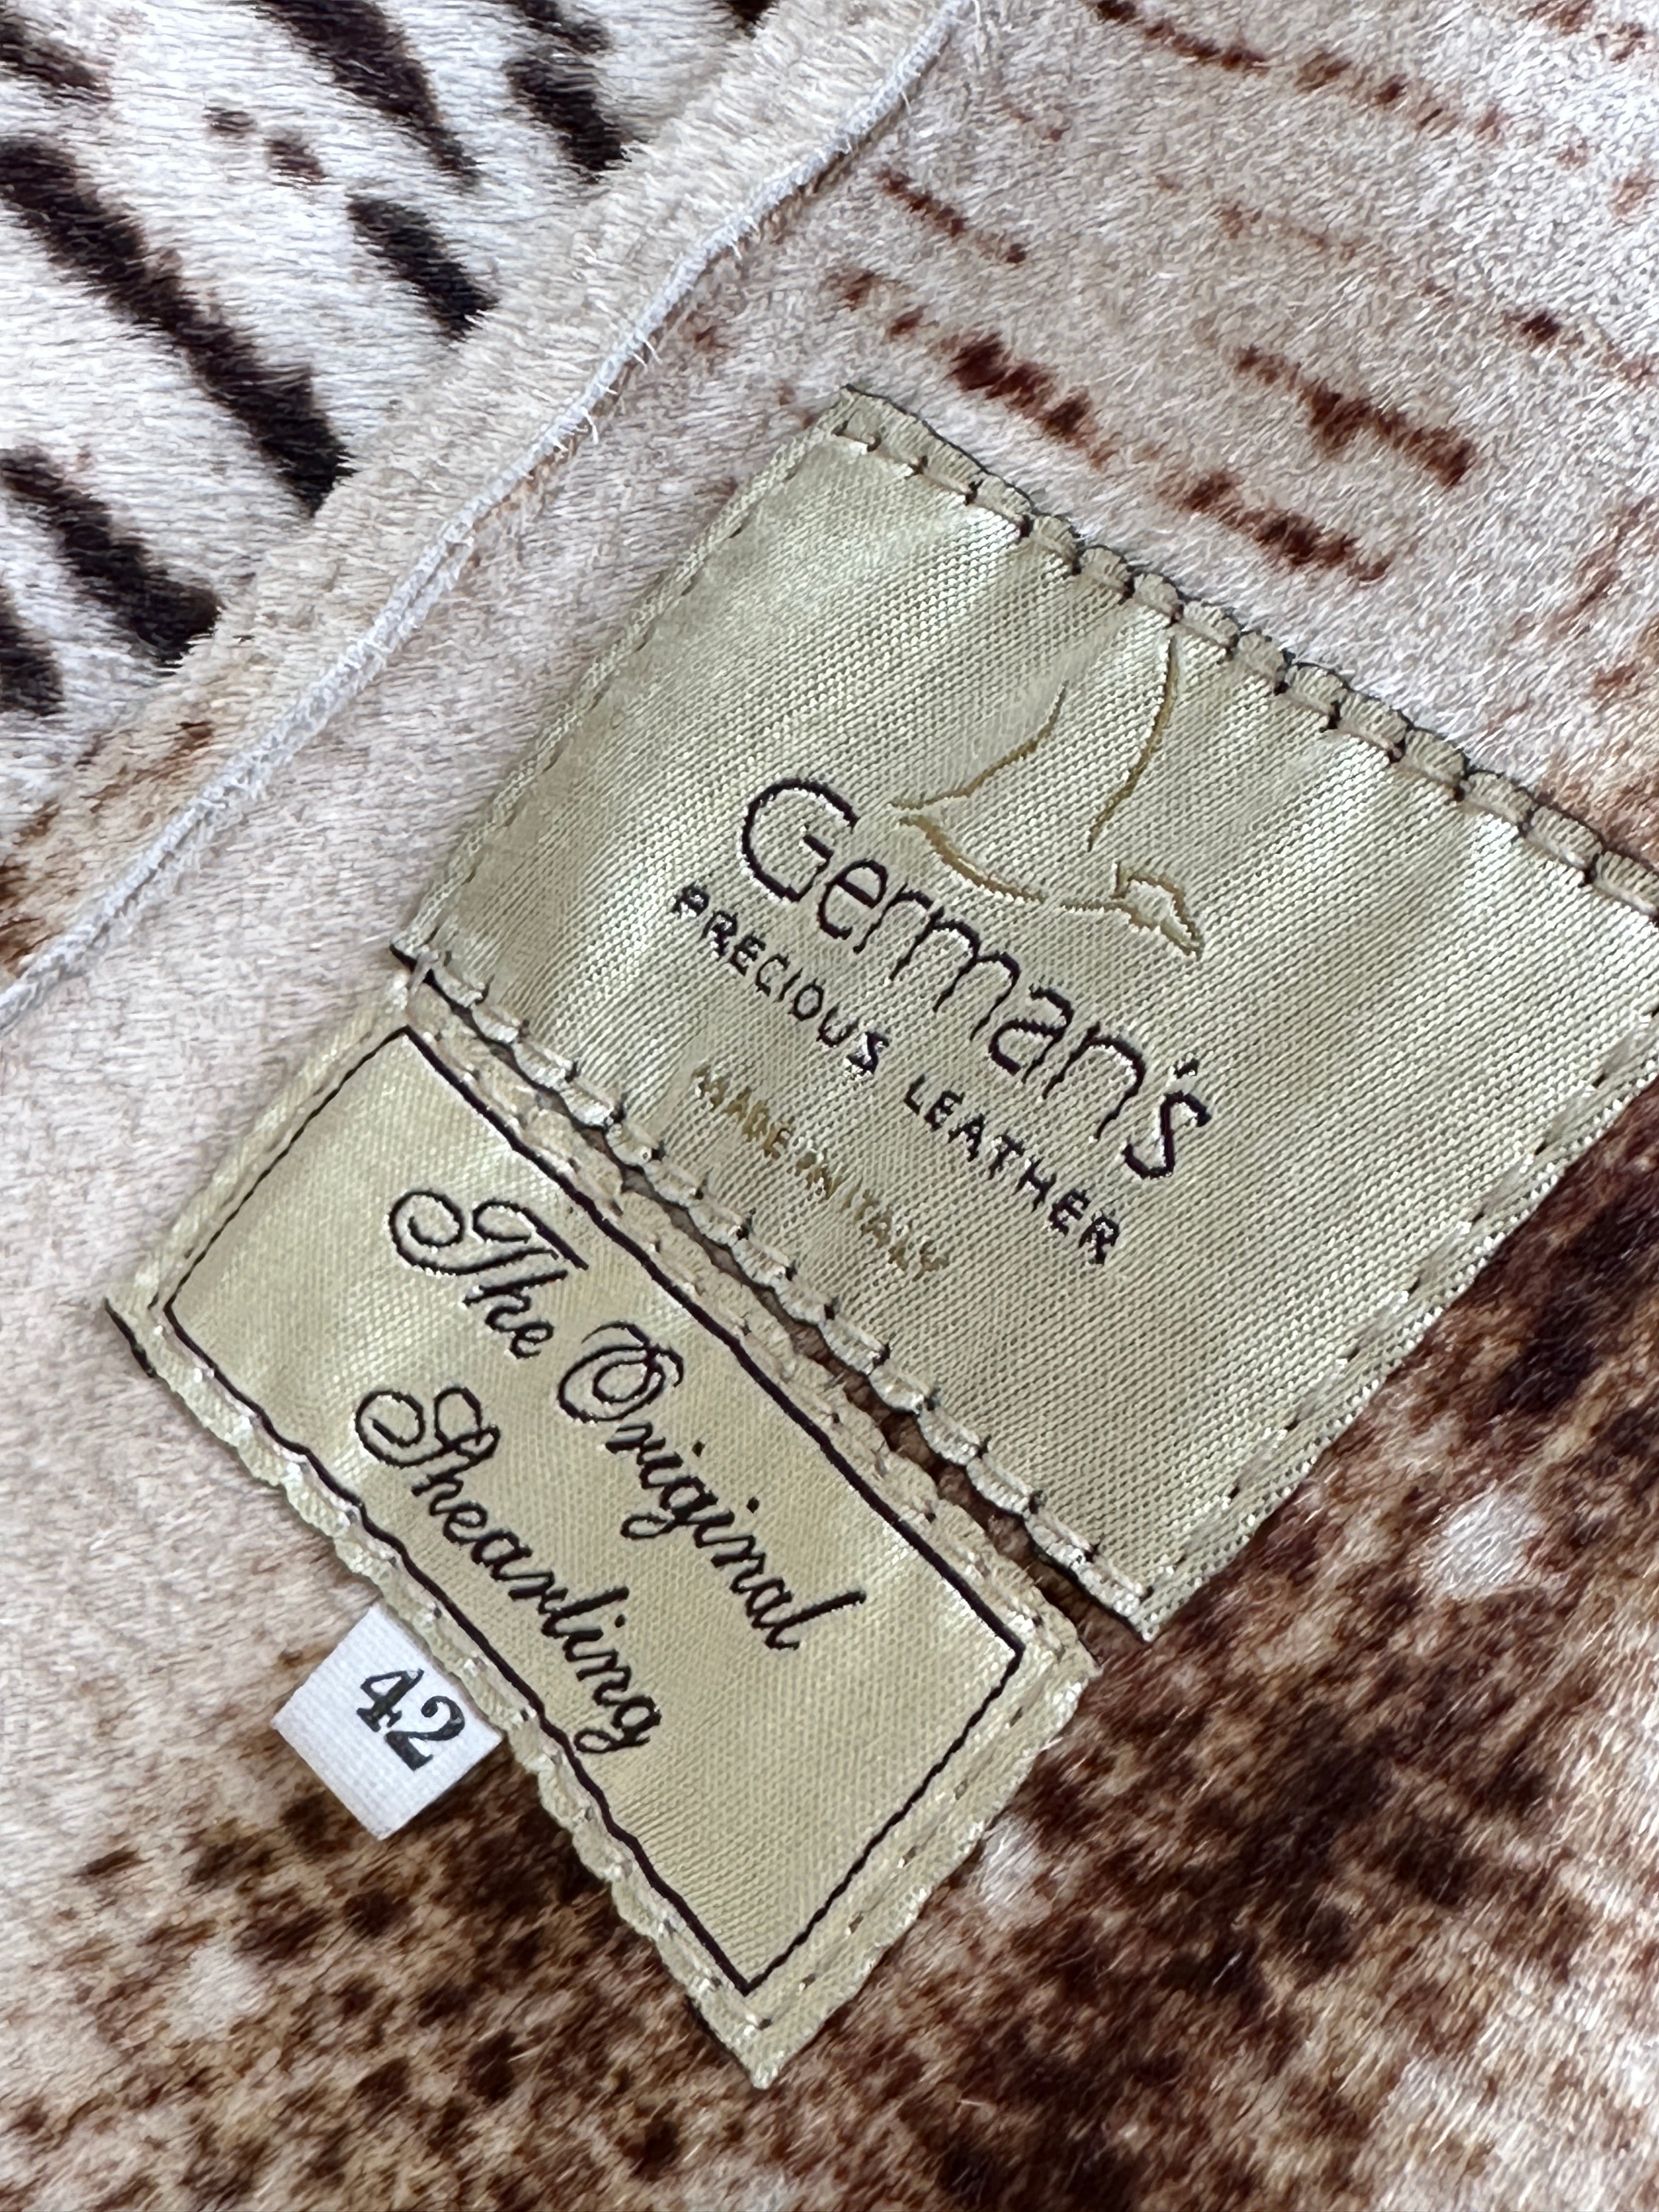 German's
PRECIOUS LEATHER
MADE IN ITALY
The Original
Shearling
42